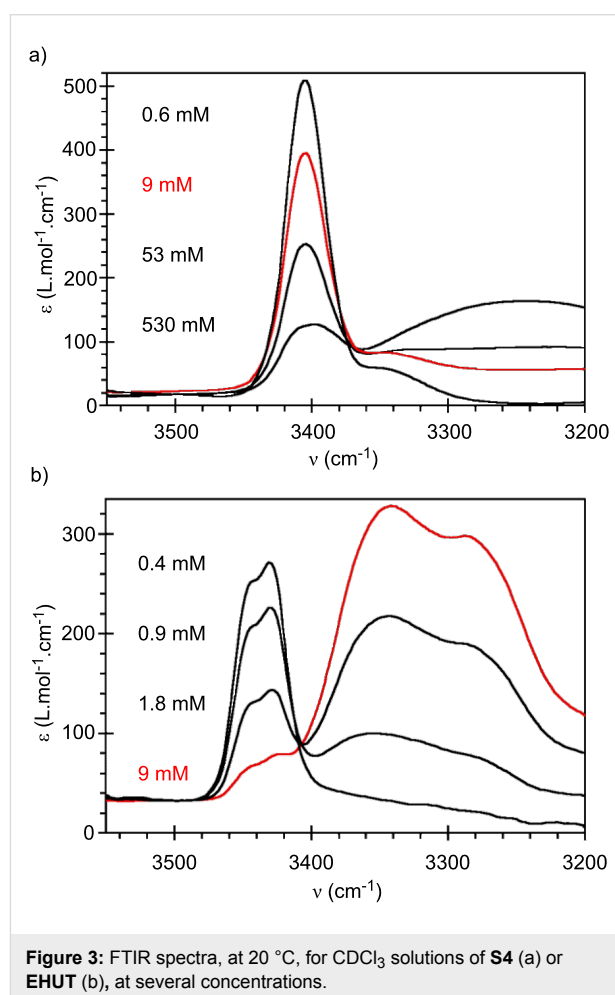 a)
500
400
300
200
100
0
ε (L.mol⁻¹.cm⁻¹)
0.6 mM
9 mM
53 mM
530 mM
3500 3400 3300 3200
ν (cm⁻¹)
b)
300
200
100
0
ε (L.mol⁻¹.cm⁻¹)
0.4 mM
0.9 mM
1.8 mM
9 mM
3500 3400 3300 3200
ν (cm⁻¹)
Figure 3: FTIR spectra, at 20 °C, for CDCl₃ solutions of S4 (a) or
EHUT (b), at several concentrations.